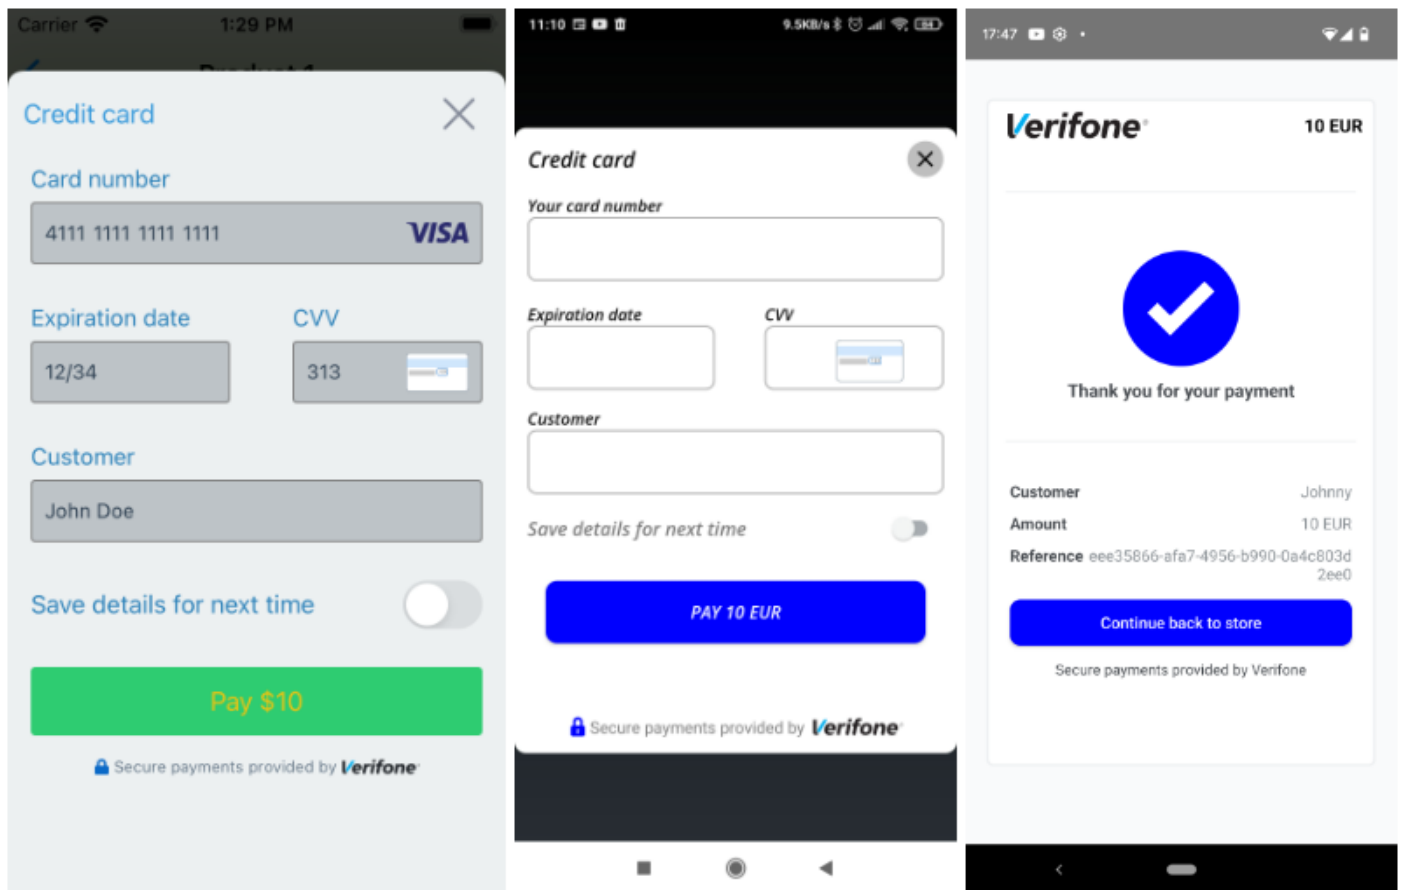 Carrier 1:29 PM
Credit card
Card number
4111 1111 1111 1111 VISA
Expiration date CVV
12/34 313
Customer
John Doe
Save details for next time
Pay $10
Secure payments provided by Verifone
11:10 9.5KB/s
Credit card
Your card number
Expiration date CVV
Customer
Save details for next time
PAY 10 EUR
Secure payments provided by Verifone
17:47
Verifone 10 EUR
Thank you for your payment
Customer Johnny
Amount 10 EUR
Reference eee35866-afa7-4956-b990-0a4c803d
2ee0
Continue back to store
Secure payments provided by Verifone